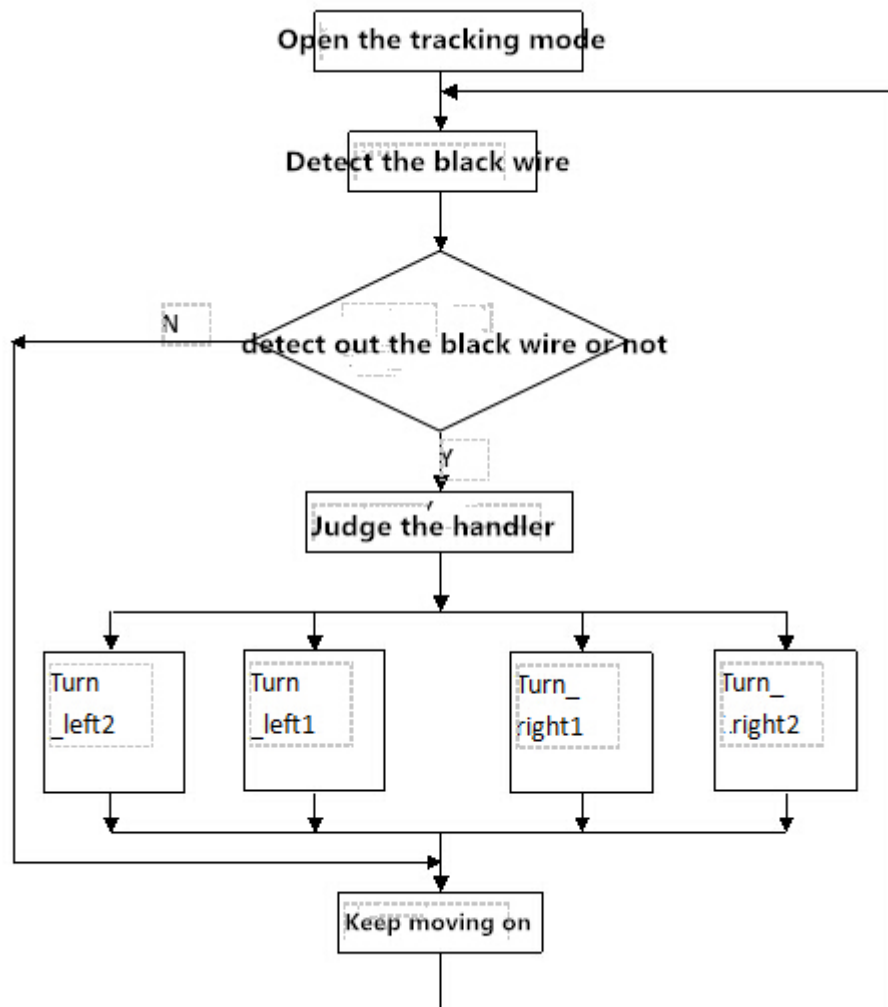 Open the tracking mode
Detect the black wire
N
detect out the black wire or not
Y
Judge the handler
Turn
_left2
Turn
_left1
Turn_
right1
Turn_
.right2
Keep moving on